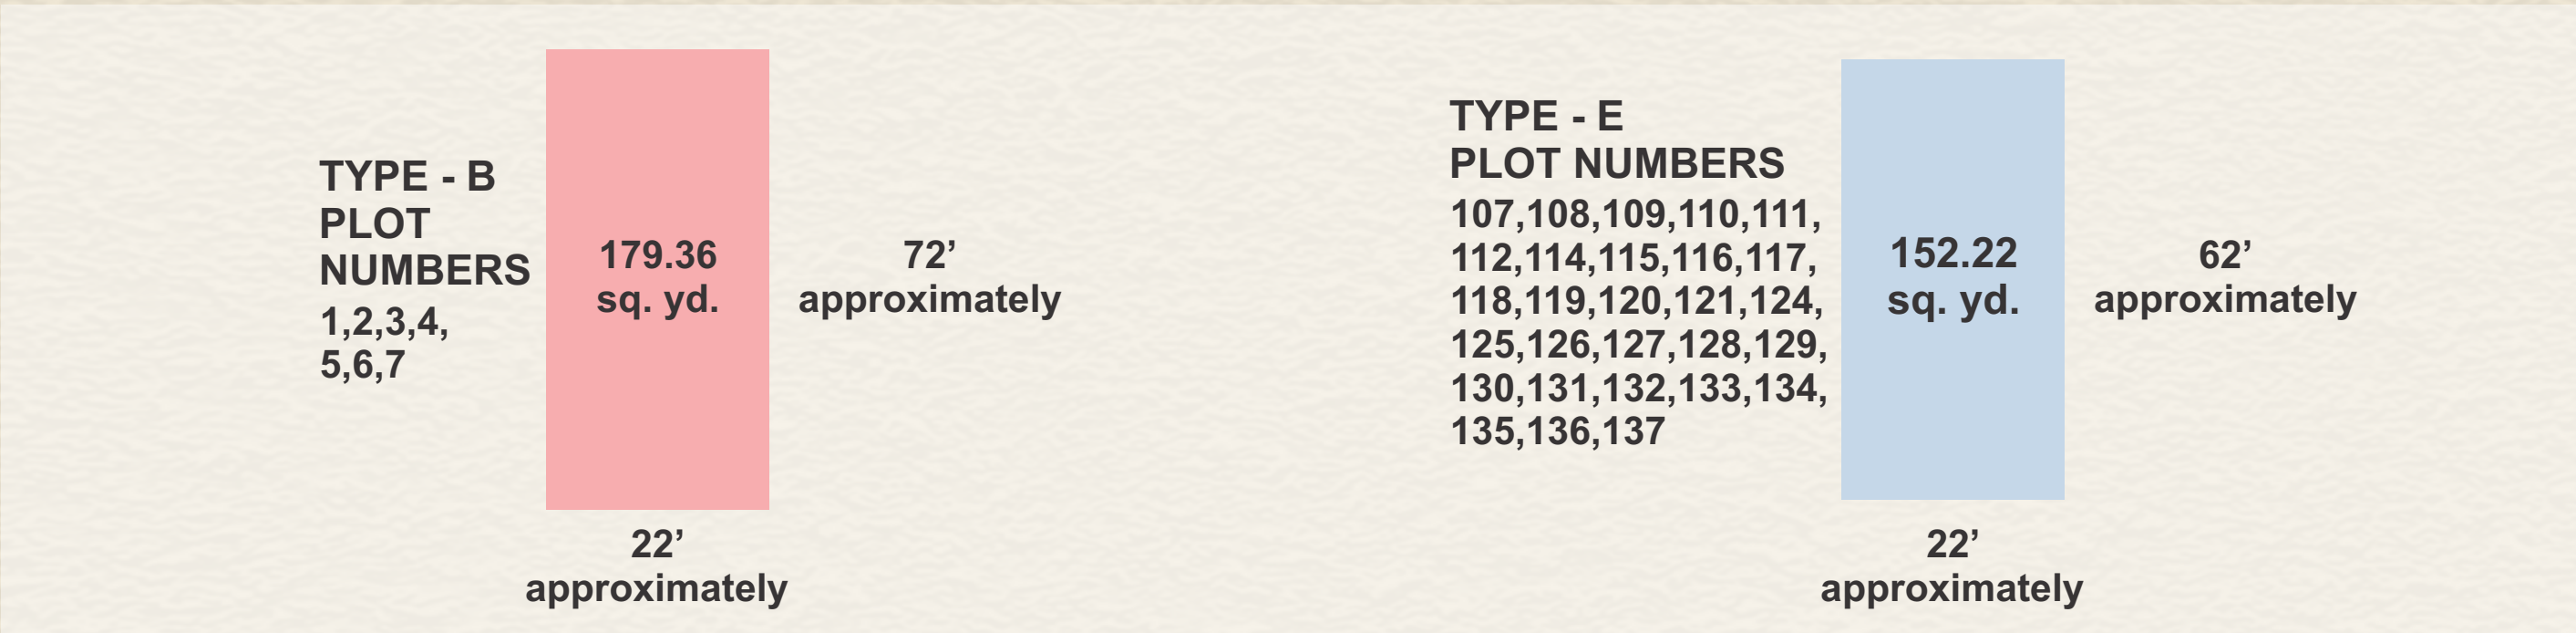 TYPE - B
PLOT
NUMBERS
1,2,3,4,
5,6,7
179.36
sq. yd.
72’
approximately
22’
approximately
TYPE - E
PLOT NUMBERS
107,108,109,110,111,
112,114,115,116,117,
118,119,120,121,124,
125,126,127,128,129,
130,131,132,133,134,
135,136,137
152.22
sq. yd.
62’
approximately
22’
approximately